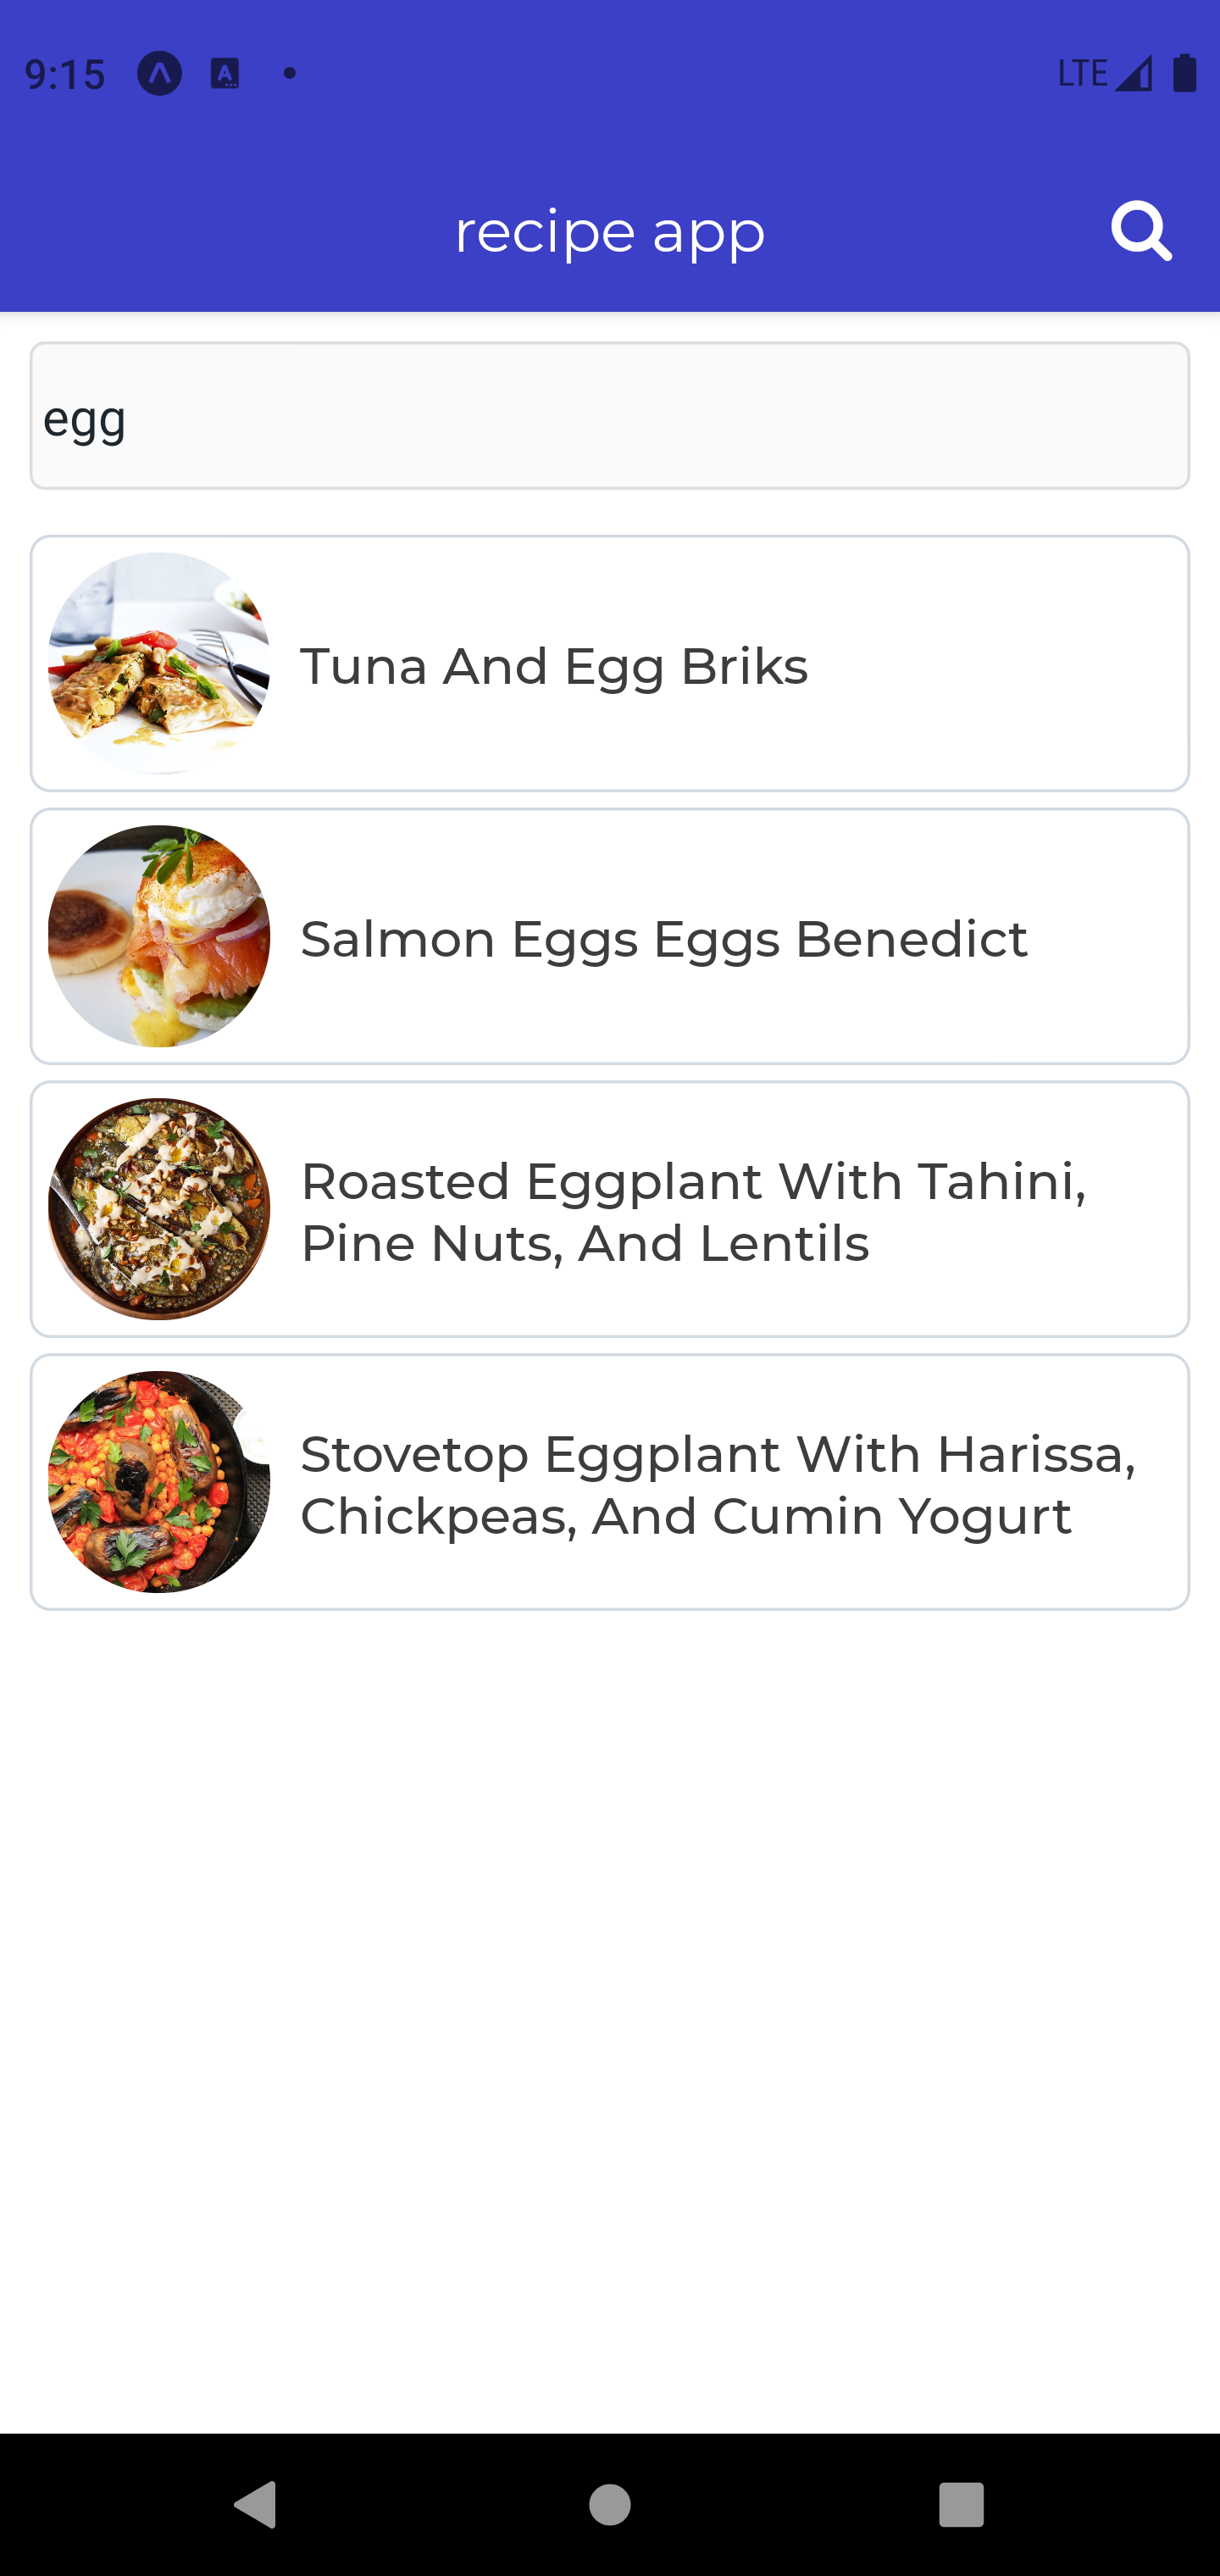 9:15
LTE
recipe app
egg
Tuna And Egg Briks
Salmon Eggs Eggs Benedict
Roasted Eggplant With Tahini,
Pine Nuts, And Lentils
Stovetop Eggplant With Harissa,
Chickpeas, And Cumin Yogurt